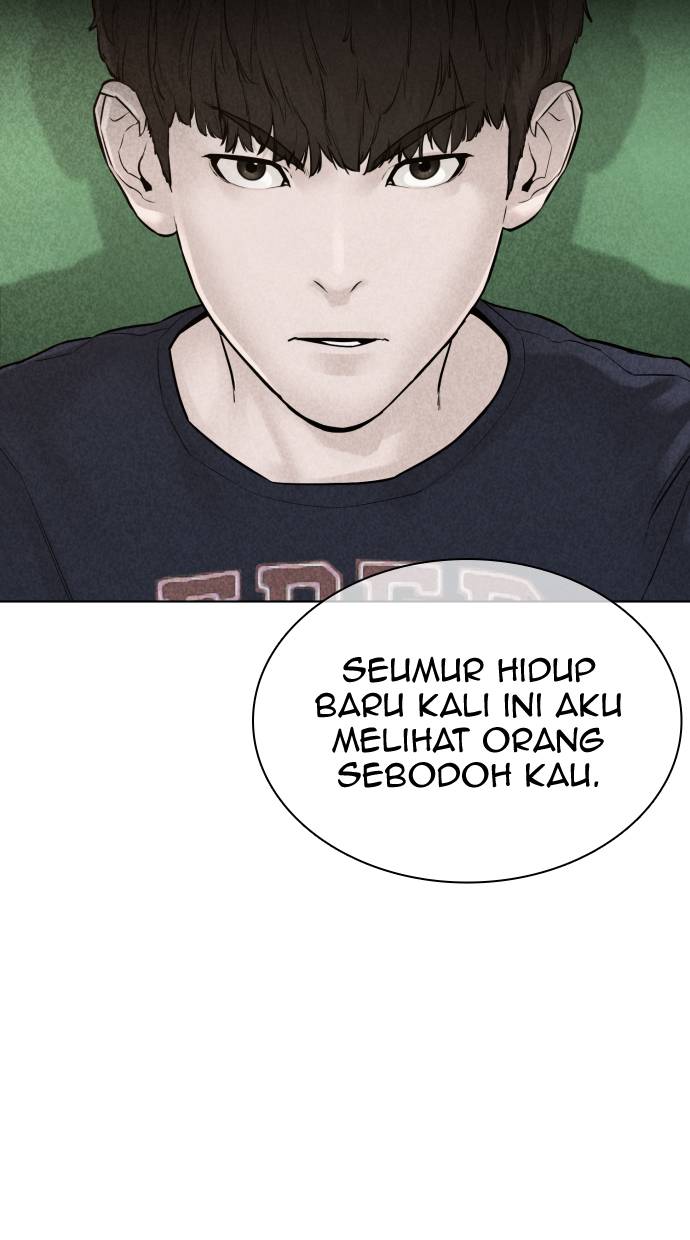 SEUMUR HIDUP
BARU KALI INI AKU
MELIHAT ORANG
SEBODOH KAU.